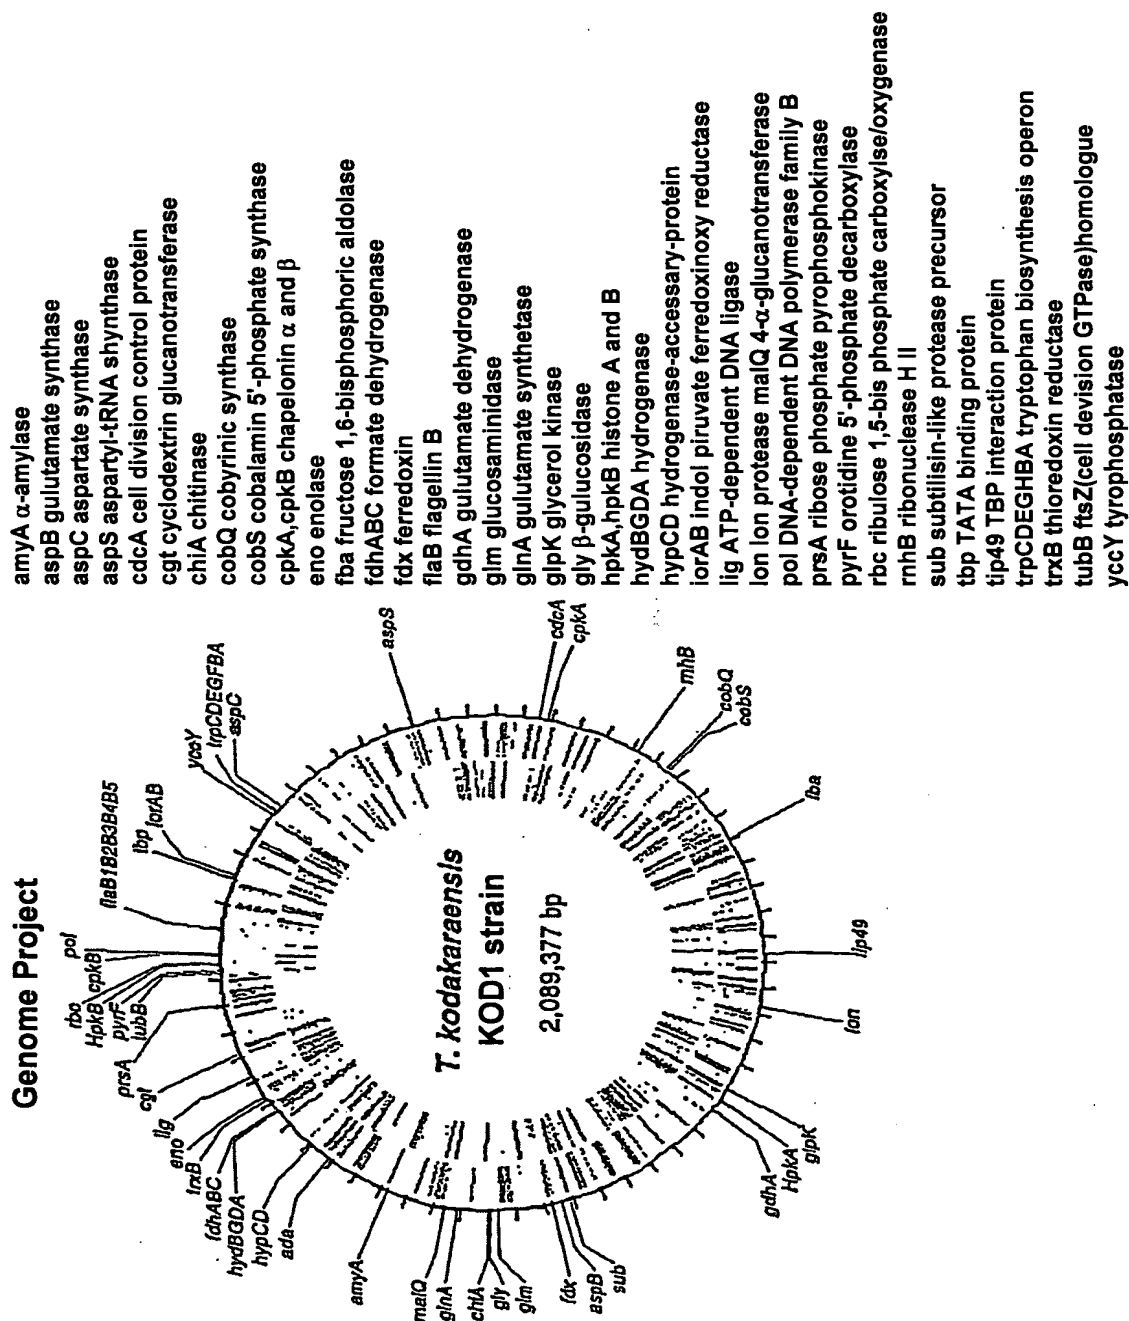 Genome Project
T. kodakaraensis
KOD1 strain
2,089,377 bp
pol
cpkB
rbc
HpkB
pyrF
tubB
prsA
cgt
lig
eno
trxB
fdhABC
hydBGDA
hypCD
ada
amyA
malQ
glnA
chiA
gly
glm
fdx
aspB
sub
gdhA
HpkA
glpK
lon
tip49
fba
cobS
cobQ
rnhB
cpkA
cdcA
aspS
aspC
trpCDEGFBA
yccY
iorAB
tbp
flaB1B2B3B4B5
amyA α-amylase
aspB gulutamate synthase
aspC aspartate synthase
aspS aspartyl-tRNA shynthase
cdcA cell division control protein
cgt cyclodextrin glucanotransferase
chiA chitinase
cobQ cobyrinic synthase
cobS cobalamin 5'-phosphate synthase
cpkA,cpkB chapelonin α and β
eno enolase
fba fructose 1,6-bisphosphoric aldolase
fdhABC formate dehydrogenase
fdx ferredoxin
flaB flagellin B
gdhA gulutamate dehydrogenase
glm glucosaminidase
glnA gulutamate synthetase
glpK glycerol kinase
gly β-gulucosidase
hpkA,hpkB histone A and B
hydBGDA hydrogenase
hypCD hydrogenase-accessary-protein
iorAB indol piruvate ferredoxinoxy reductase
lig ATP-dependent DNA ligase
lon lon protease malQ 4-α-glucanotransferase
pol DNA-dependent DNA polymerase family B
prsA ribose phosphate pyrophosphokinase
pyrF orotidine 5'-phosphate decarboxylase
rbc ribulose 1,5-bis phosphate carboxylse/oxygenase
rnhB ribonuclease H II
sub subtilisin-like protease precursor
tbp TATA binding protein
tip49 TBP interaction protein
trpCDEGHBA tryptophan biosynthesis operon
trxB thioredoxin reductase
tubB ftsZ(cell devision GTPase)homologue
yccY tyrophosphatase